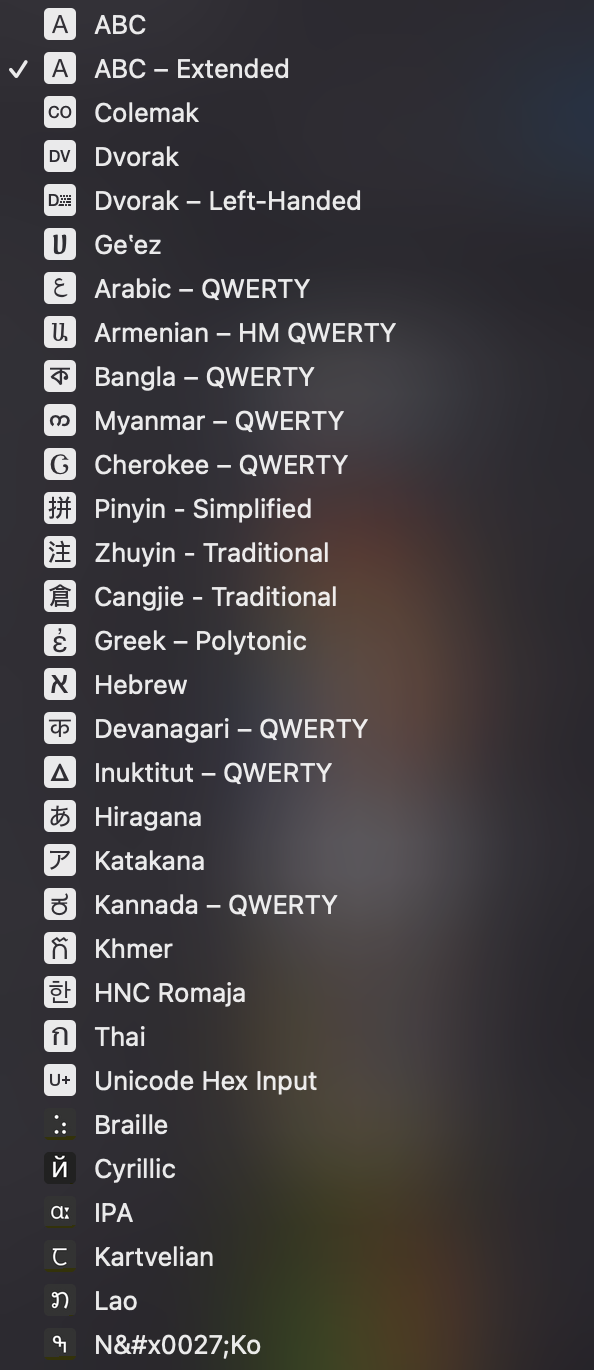 A ABC
✓ A ABC – Extended
CO Colemak
DV Dvorak
D Dvorak – Left-Handed
ሀ Geʽez
ع Arabic – QWERTY
Ա Armenian – HM QWERTY
ক Bangla – QWERTY
က Myanmar – QWERTY
Ꮳ Cherokee – QWERTY
拼 Pinyin - Simplified
注 Zhuyin - Traditional
倉 Cangjie - Traditional
έ̓ Greek – Polytonic
א Hebrew
क Devanagari – QWERTY
ᐃ Inuktitut – QWERTY
あ Hiragana
ア Katakana
ಕ Kannada – QWERTY
ក Khmer
한 HNC Romaja
ก Thai
U+ Unicode Hex Input
Braille
Й Cyrillic
ɑː IPA
Kartvelian
Lao
N&#x0027;Ko